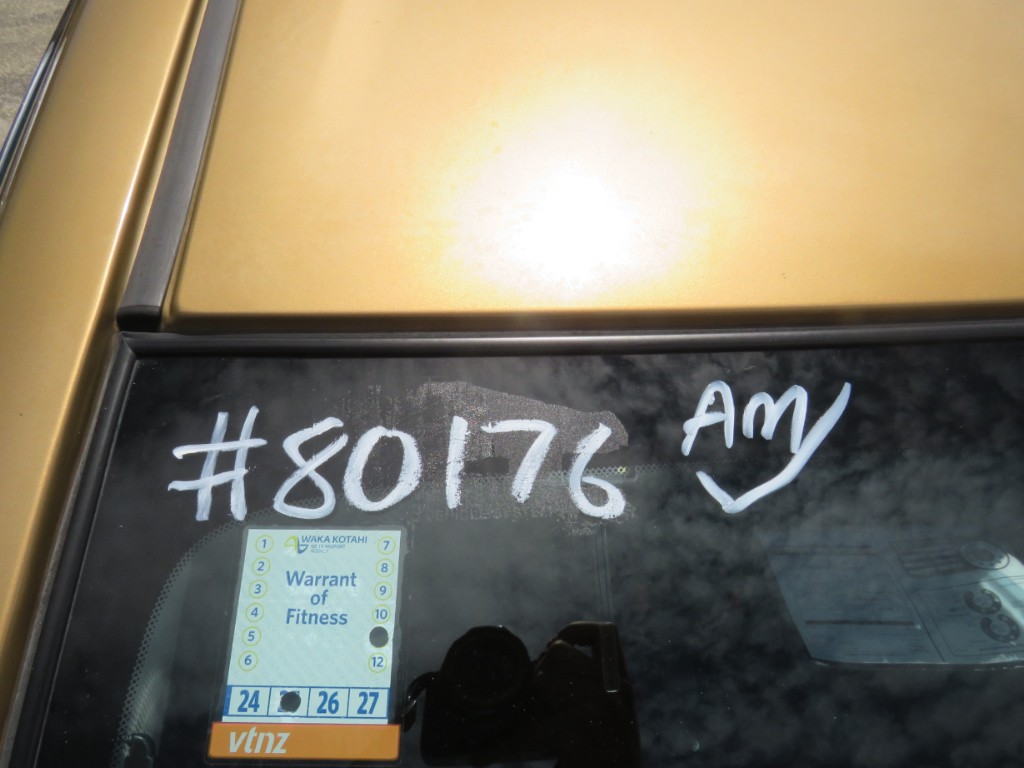 #80176 AMY
WAKA KOTAHI
Warrant
of
Fitness
1 7
2 8
3 9
4 10
5
6 12
24 26 27
vtnz